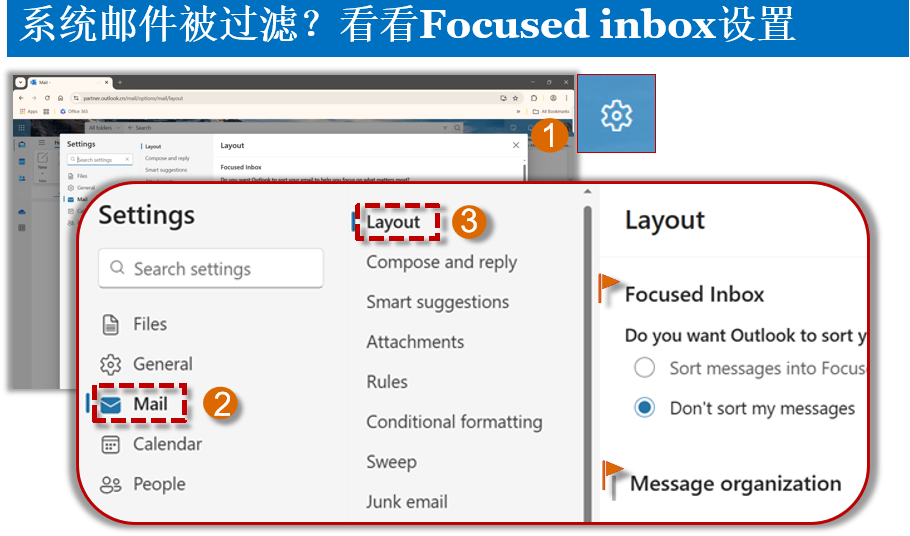 系统邮件被过滤？看看Focused inbox设置
Mail -
partner.outlook.cn/mail/options/mail/layout
Apps
Office 365
All Bookmarks
All folders
Search
1
Settings
Layout
Layout
Search settings
Compose and reply
Focused Inbox
Files
Smart suggestions
Do you want Outlook to sort your email to help you focus on what matters most?
General
Mail
New
Settings
Search settings
Files
General
Mail
2
Calendar
People
Layout
3
Compose and reply
Smart suggestions
Attachments
Rules
Conditional formatting
Sweep
Junk email
Layout
Focused Inbox
Do you want Outlook to sort y
Sort messages into Focus
Don't sort my messages
Message organization